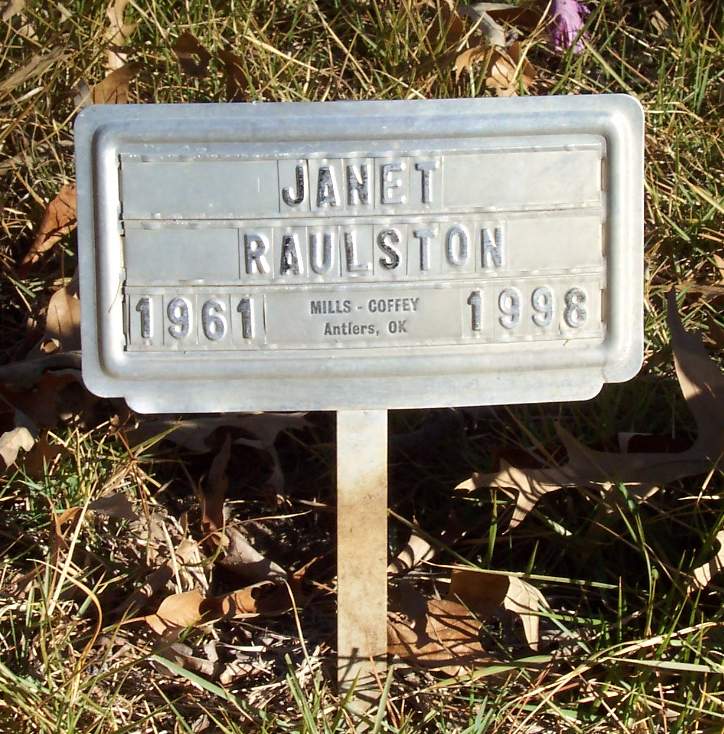 JANET
RAULSTON
1961 MILLS - COFFEY 1998
Antlers, OK